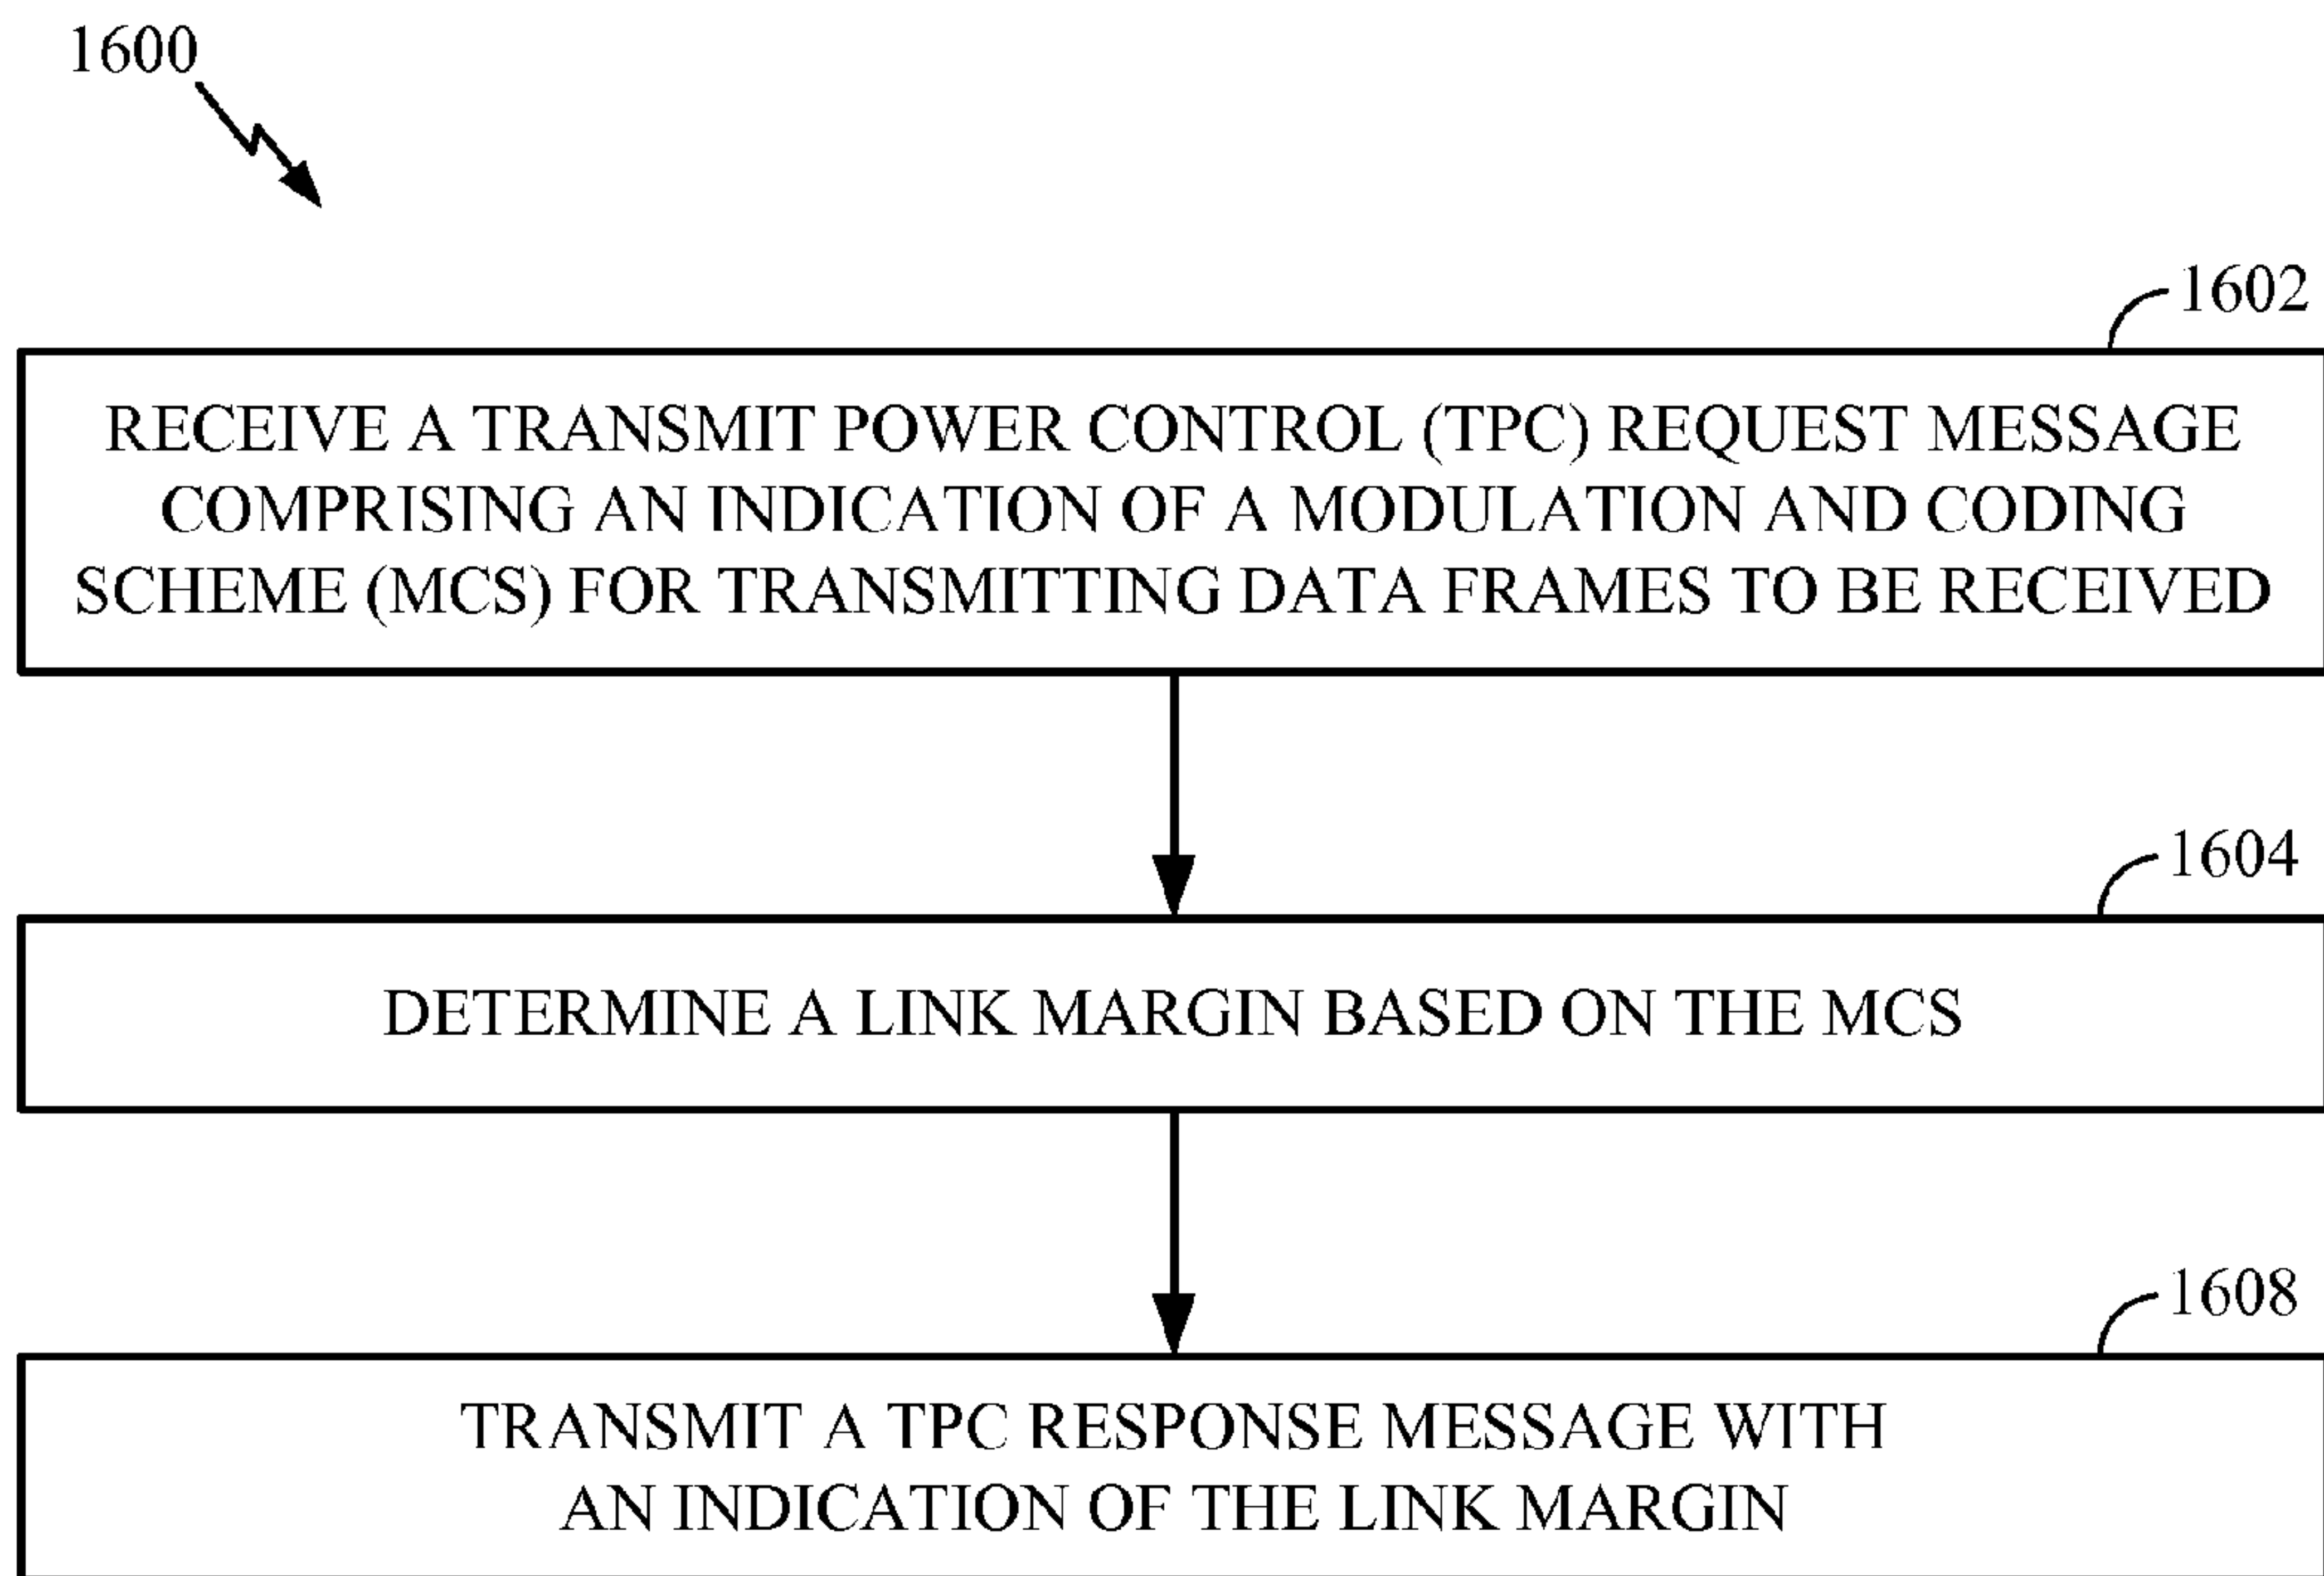 1600
1602
RECEIVE A TRANSMIT POWER CONTROL (TPC) REQUEST MESSAGE
COMPRISING AN INDICATION OF A MODULATION AND CODING
SCHEME (MCS) FOR TRANSMITTING DATA FRAMES TO BE RECEIVED
1604
DETERMINE A LINK MARGIN BASED ON THE MCS
1608
TRANSMIT A TPC RESPONSE MESSAGE WITH
AN INDICATION OF THE LINK MARGIN